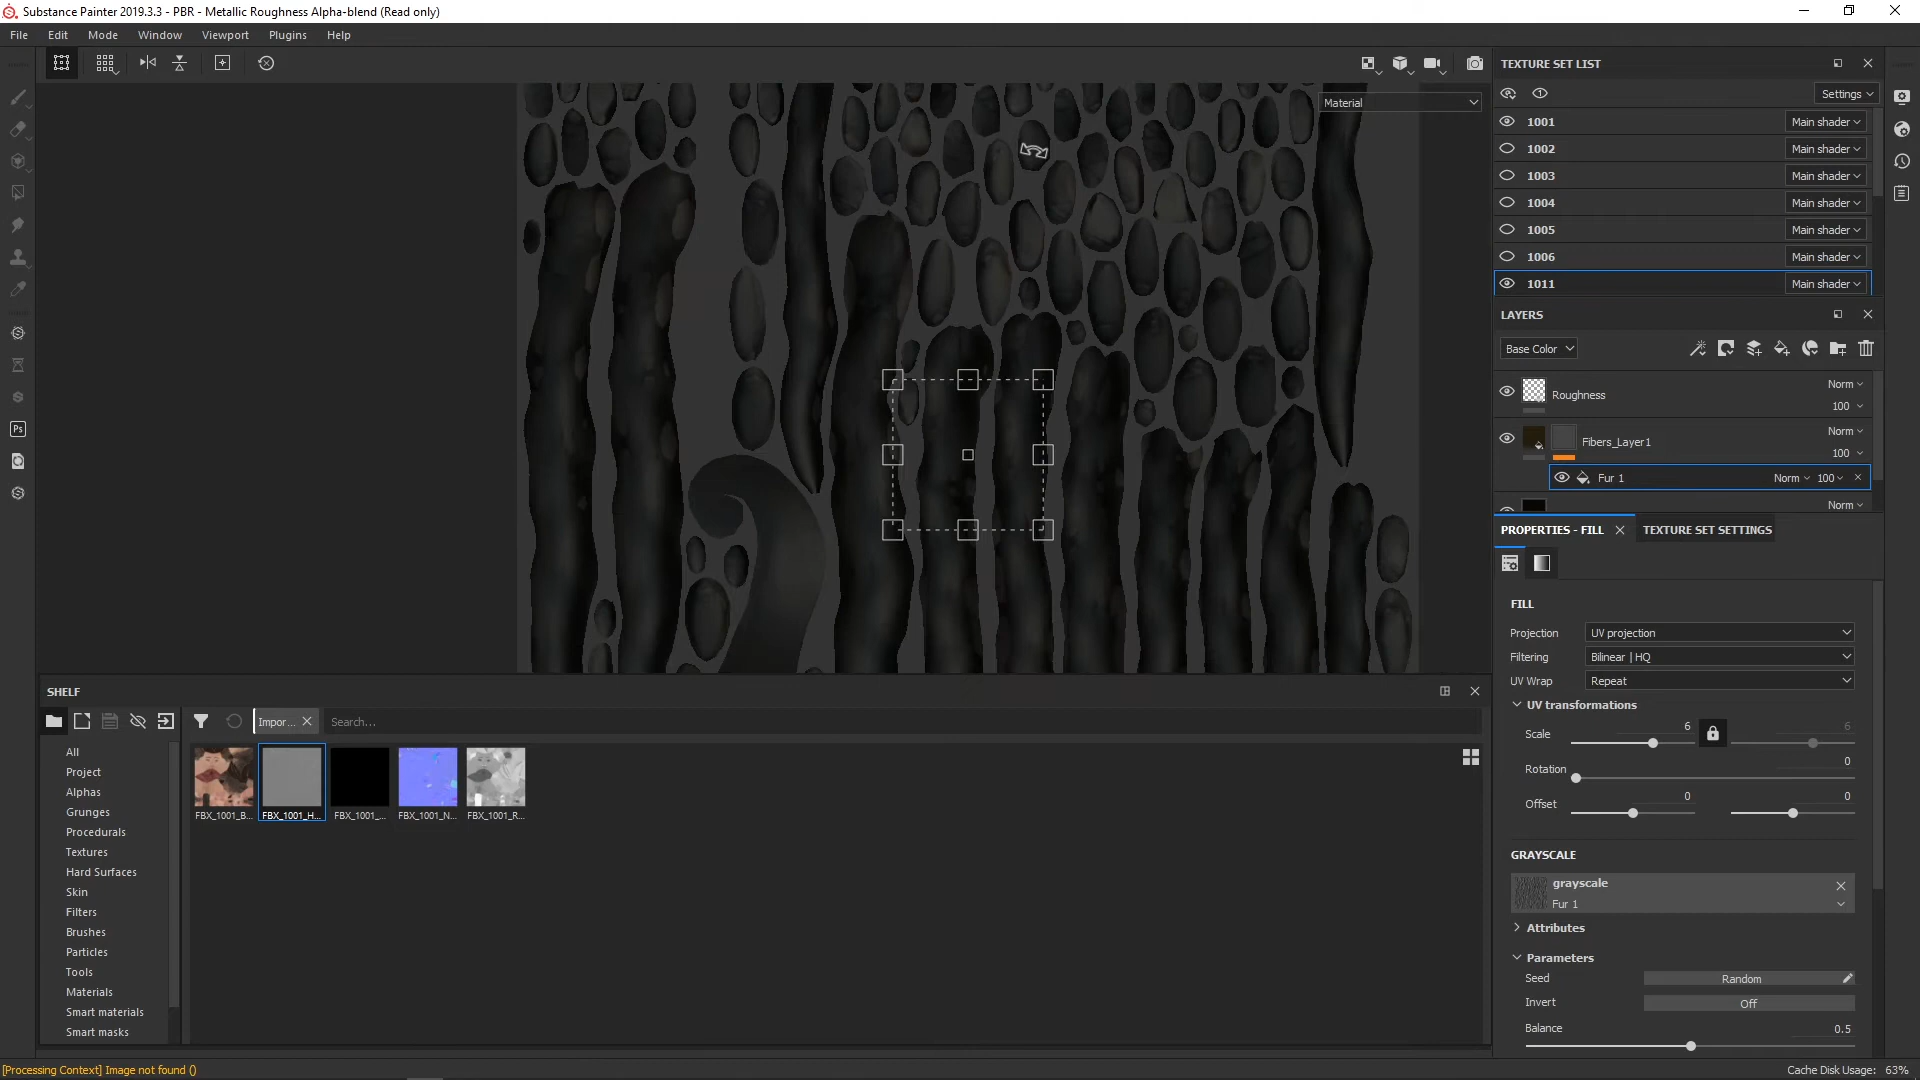 Substance Painter 2019.3.3 - PBR - Metallic Roughness Alpha-blend (Read only)
File Edit Mode Window Viewport Plugins Help
Material
TEXTURE SET LIST
Settings
1001 Main shader
1002 Main shader
1003 Main shader
1004 Main shader
1005 Main shader
1006 Main shader
1011 Main shader
LAYERS
Base Color
Roughness Norm 100
Fibers_Layer1 Norm 100
Fur 1 Norm 100
Norm
PROPERTIES - FILL TEXTURE SET SETTINGS
FILL
Projection UV projection
Filtering Bilinear | HQ
UV Wrap Repeat
UV transformations
Scale 6 6
Rotation 0
Offset 0 0
GRAYSCALE
grayscale
Fur 1
Attributes
Parameters
Seed Random
Invert Off
Balance 0.5
SHELF
Impor... Search...
All
Project
Alphas
Grunges
Procedurals
Textures
Hard Surfaces
Skin
Filters
Brushes
Particles
Tools
Materials
Smart materials
Smart masks
FBX_1001_B... FBX_1001_H... FBX_1001_... FBX_1001_N... FBX_1001_R...
Ps
[Processing Context] Image not found ()
Cache Disk Usage: 63%